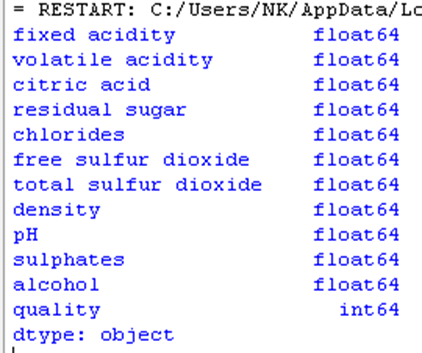 = RESTART: C:/Users/NK/AppData/Lo
fixed acidity float64
volatile acidity float64
citric acid float64
residual sugar float64
chlorides float64
free sulfur dioxide float64
total sulfur dioxide float64
density float64
pH float64
sulphates float64
alcohol float64
quality int64
dtype: object